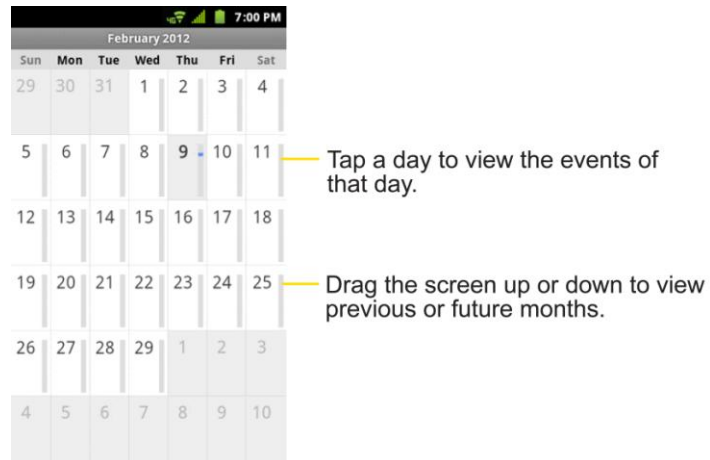 4G 7:00 PM
February 2012
Sun Mon Tue Wed Thu Fri Sat
29 30 31 1 2 3 4
5 6 7 8 9 10 11
Tap a day to view the events of
that day.
12 13 14 15 16 17 18
19 20 21 22 23 24 25
Drag the screen up or down to view
previous or future months.
26 27 28 29 1 2 3
4 5 6 7 8 9 10